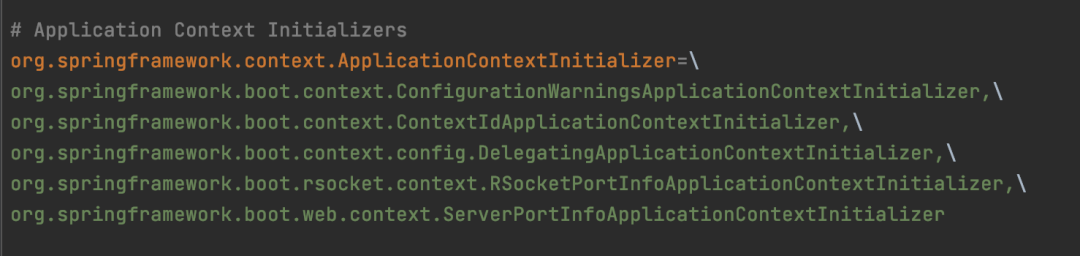 # Application Context Initializers
org.springframework.context.ApplicationContextInitializer=\
org.springframework.boot.context.ConfigurationWarningsApplicationContextInitializer,\
org.springframework.boot.context.ContextIdApplicationContextInitializer,\
org.springframework.boot.context.config.DelegatingApplicationContextInitializer,\
org.springframework.boot.rsocket.context.RSocketPortInfoApplicationContextInitializer,\
org.springframework.boot.web.context.ServerPortInfoApplicationContextInitializer